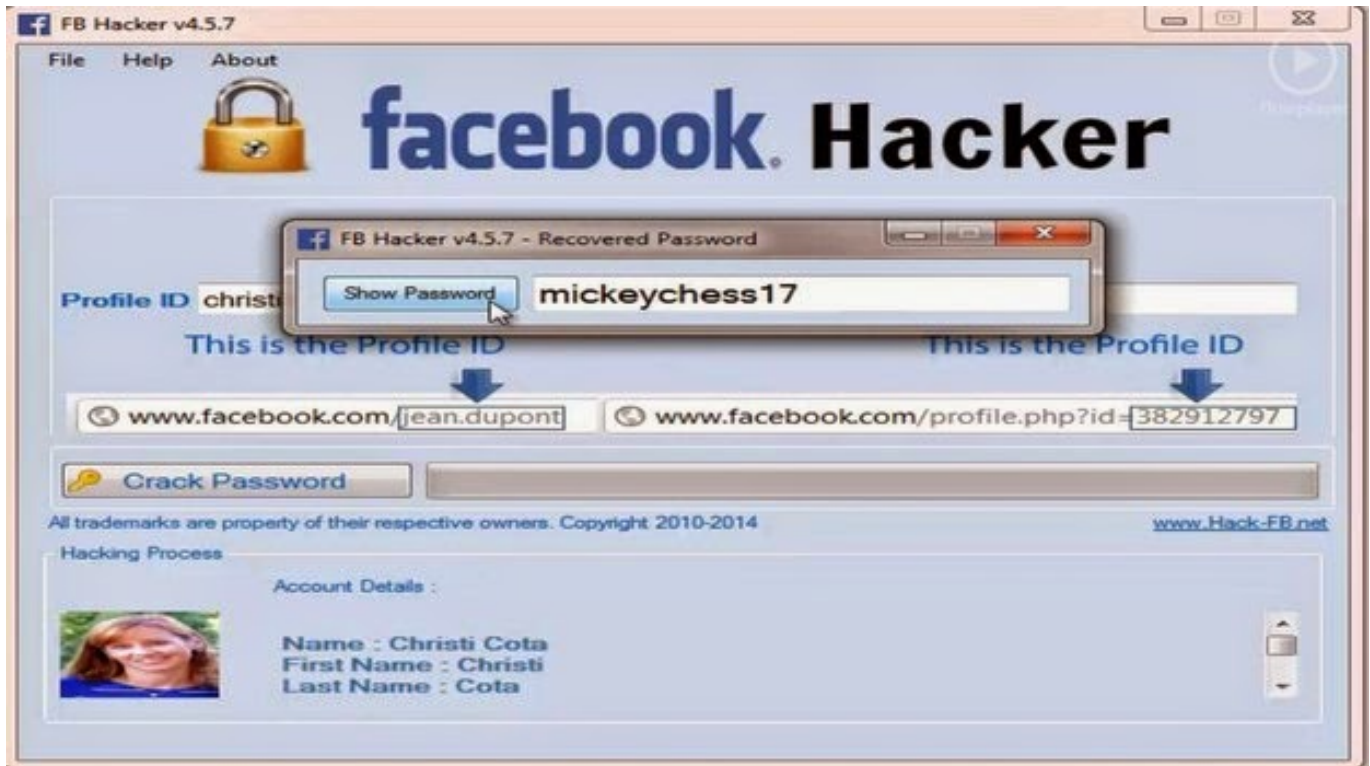 FB Hacker v4.5.7
File Help About
facebook. Hacker
FB Hacker v4.5.7 - Recovered Password
Profile ID christi
Show Password mickeychess17
This is the Profile ID This is the Profile ID
www.facebook.com/jean.dupont www.facebook.com/profile.php?id=382912797
Crack Password
All trademarks are property of their respective owners. Copyright 2010-2014 www.Hack-FB.net
Hacking Process
Account Details :
Name : Christi Cota
First Name : Christi
Last Name : Cota